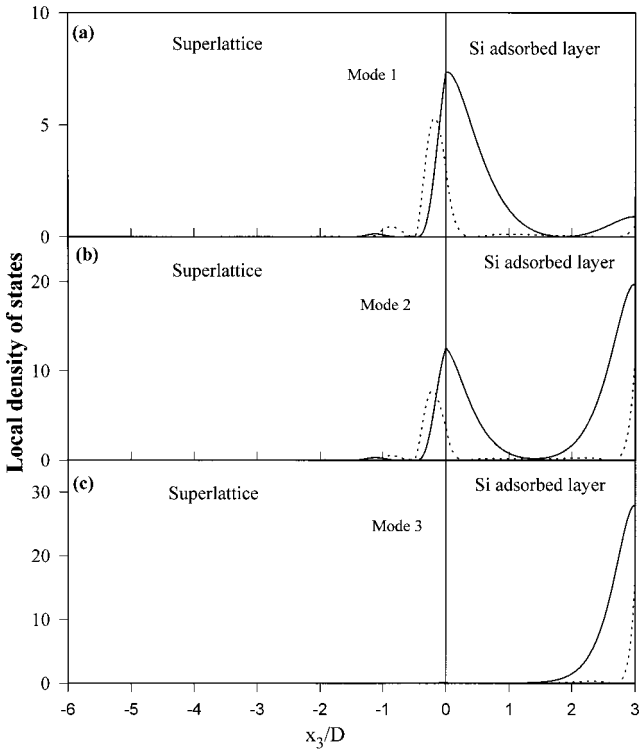 (a)
Superlattice
Si adsorbed layer
Mode 1
10
5
0
(b)
Superlattice
Si adsorbed layer
Mode 2
20
10
0
(c)
Superlattice
Si adsorbed layer
Mode 3
30
20
10
0
Local density of states
-6 -5 -4 -3 -2 -1 0 1 2 3
x₃/D